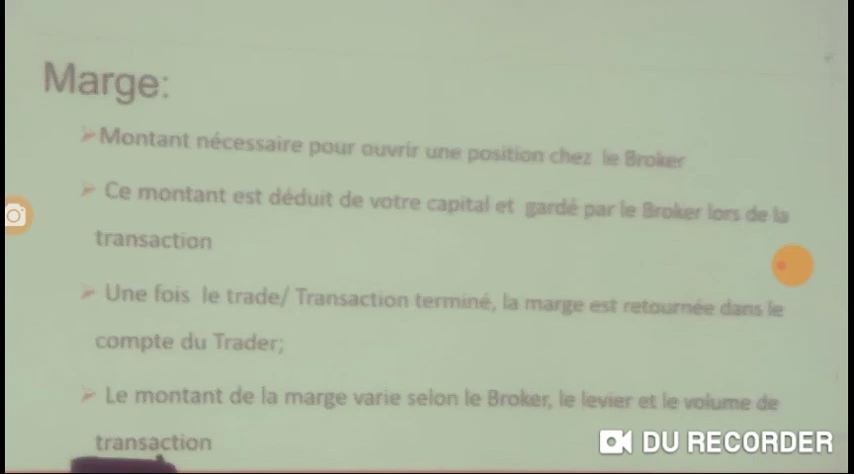 Marge:
➢Montant nécessaire pour ouvrir une position chez le Broker
➢ Ce montant est déduit de votre capital et gardé par le Broker lors de la
transaction
➢ Une fois le trade/ Transaction terminé, la marge est retournée dans le
compte du Trader;
➢ Le montant de la marge varie selon le Broker, le levier et le volume de
transaction
DU RECORDER